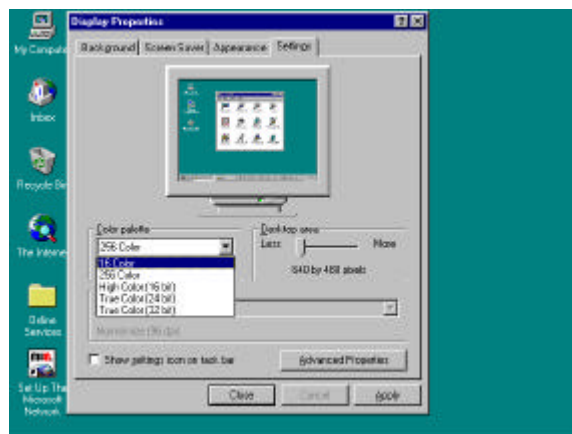 Display Properties
Background
Screen Saver
Appearance
Settings
My Compute
Inbox
Recycle Bin
The Interne
Online
Services
Set Up The
Microsoft
Network
Color palette
256 Color
16 Color
256 Color
High Color (16 bit)
True Color (24 bit)
True Color (32 bit)
Desktop area
Less
More
640 by 480 pixels
Show settings icon on task bar
Advanced Properties
Close
Cancel
Apply